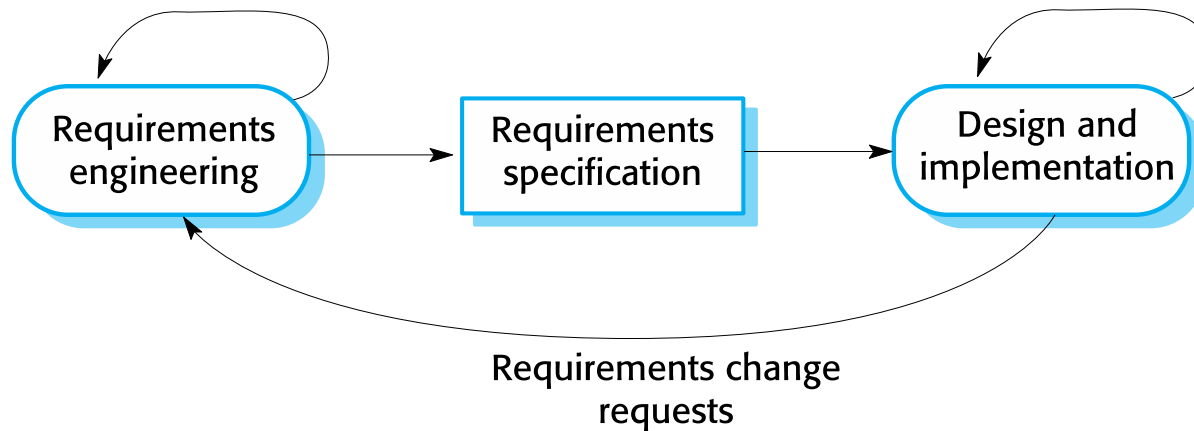 Requirements
engineering
Requirements
specification
Design and
implementation
Requirements change
requests